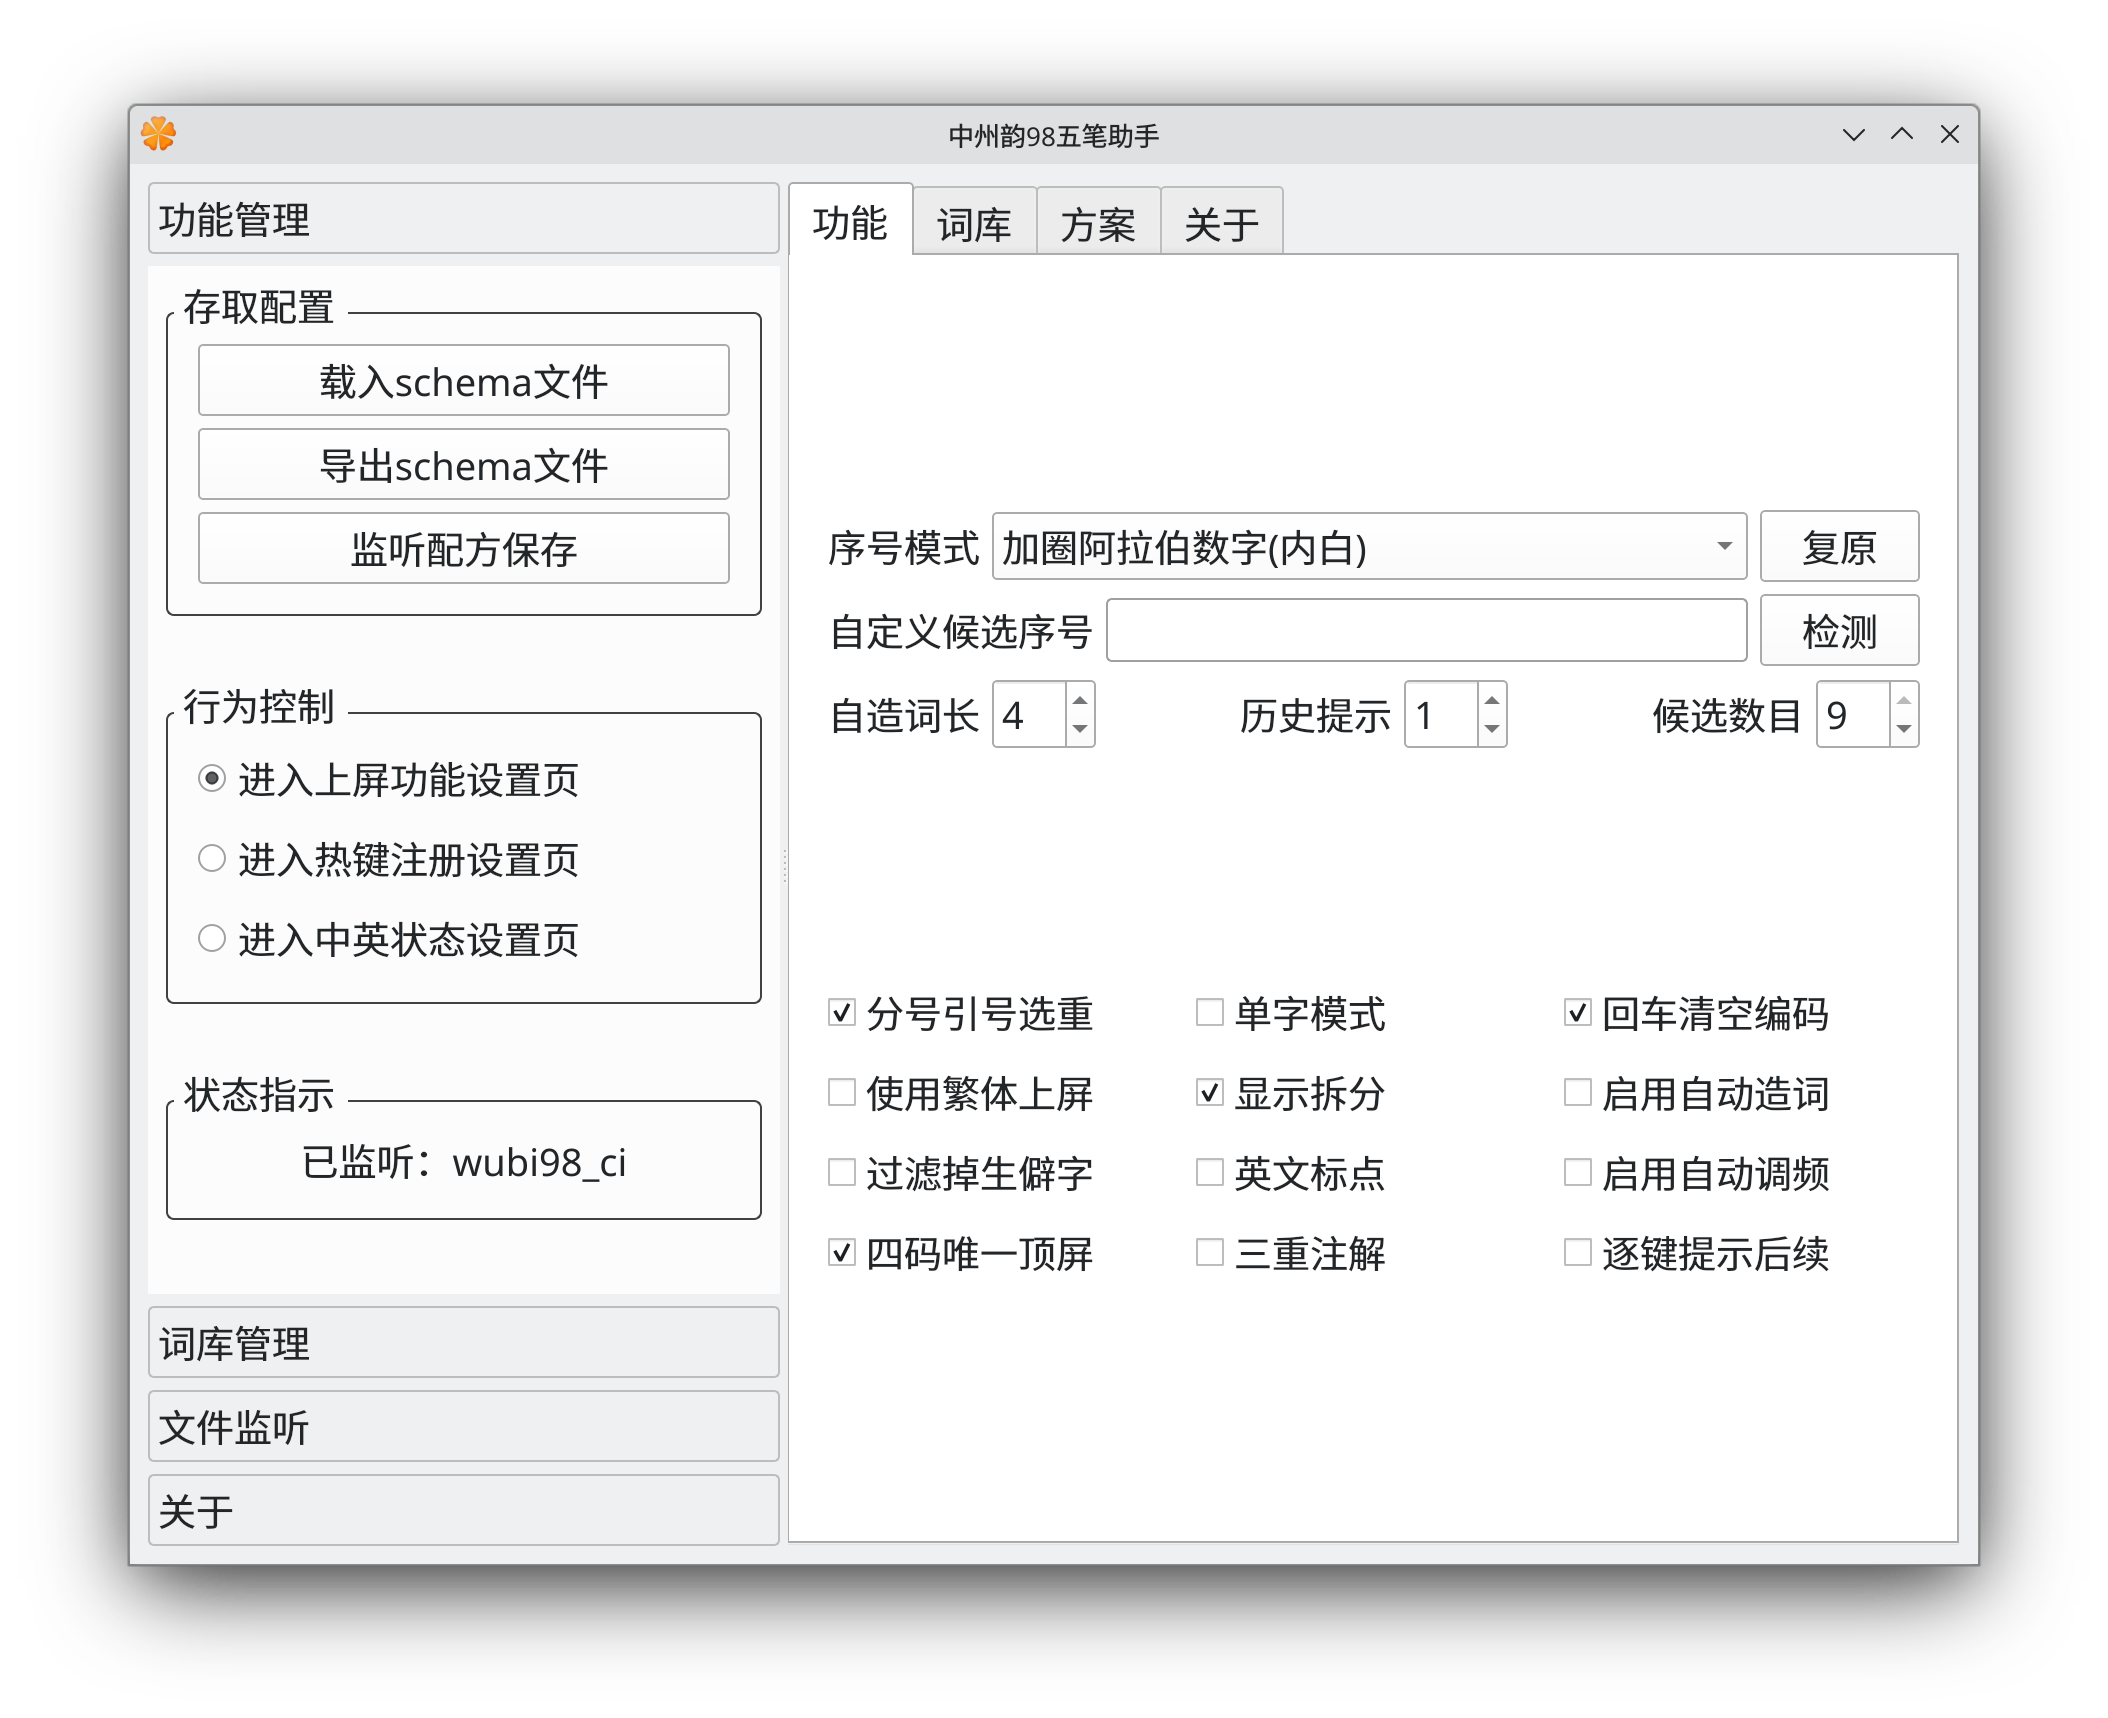 中州韵98五笔助手
功能管理
存取配置
载入schema文件
导出schema文件
监听配方保存
行为控制
进入上屏功能设置页
进入热键注册设置页
进入中英状态设置页
状态指示
已监听：wubi98_ci
词库管理
文件监听
关于
功能 词库 方案 关于
序号模式 加圈阿拉伯数字(内白) 复原
自定义候选序号 检测
自造词长 4 历史提示 1 候选数目 9
分号引号选重 单字模式 回车清空编码
使用繁体上屏 显示拆分 启用自动造词
过滤掉生僻字 英文标点 启用自动调频
四码唯一顶屏 三重注解 逐键提示后续